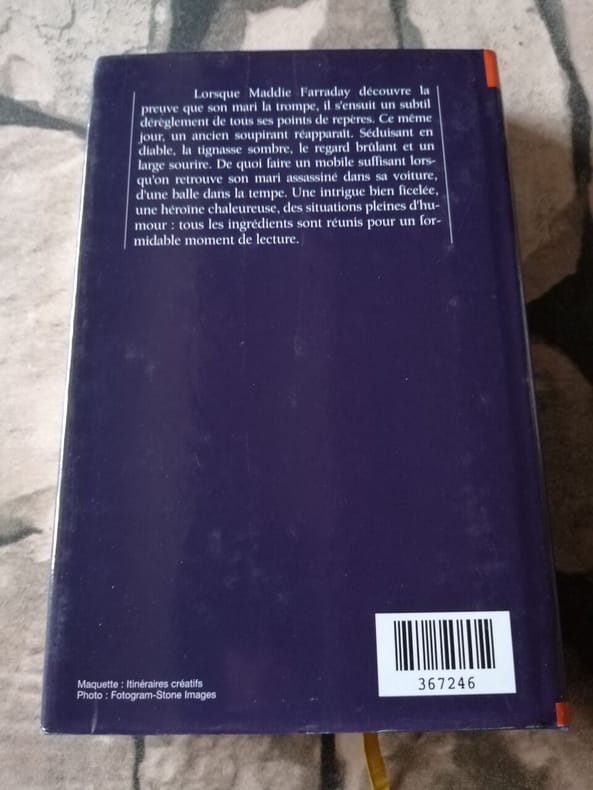 Lorsque Maddie Farraday découvre la
preuve que son mari la trompe, il s'ensuit un subtil
dérèglement de tous ses points de repères. Ce même
jour, un ancien soupirant réapparaît. Séduisant en
diable, la tignasse sombre, le regard brûlant et un
large sourire. De quoi faire un mobile suffisant lors-
qu'on retrouve son mari assassiné dans sa voiture,
d'une balle dans la tempe. Une intrigue bien ficelée,
une héroïne chaleureuse, des situations pleines d'hu-
mour : tous les ingrédients sont réunis pour un for-
midable moment de lecture.
367246
Maquette : Itinéraires créatifs
Photo : Fotogram-Stone Images